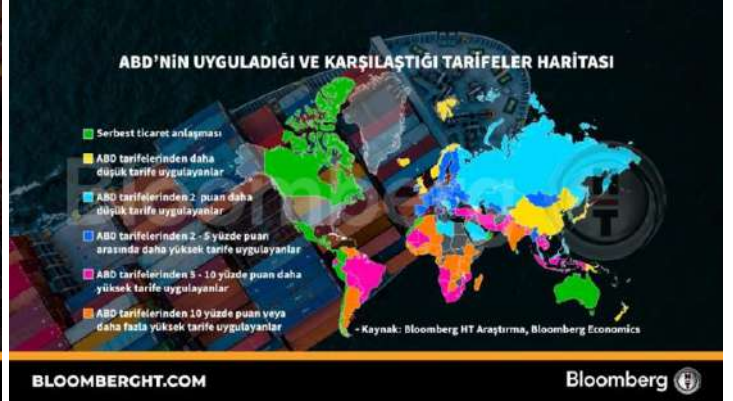 ABD'NİN UYGULADIĞI VE KARŞILAŞTIĞI TARİFELER HARİTASI
Serbest ticaret anlaşması
ABD tarifelerinden daha
düşük tarife uygulayanlar
ABD tarifelerinden 2 puan daha
düşük tarife uygulayanlar
ABD tarifelerinden 2 - 5 yüzde puan
arasında daha yüksek tarife uygulayanlar
ABD tarifelerinden 5 - 10 yüzde puan daha
yüksek tarife uygulayanlar
ABD tarifelerinden 10 yüzde puan veya
daha fazla yüksek tarife uygulayanlar
- Kaynak: Bloomberg HT Araştırma, Bloomberg Economics
Bloomberg HT
BLOOMBERGHT.COM
Bloomberg HT